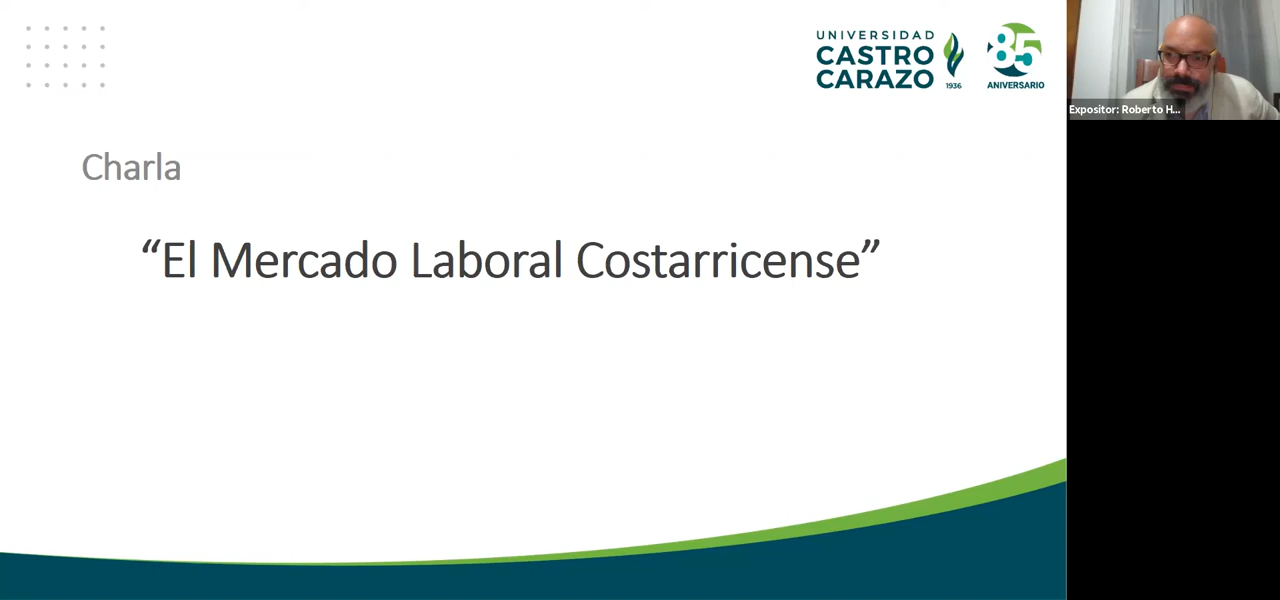 UNIVERSIDAD
CASTRO
CARAZO
1936
85
ANIVERSARIO
Expositor: Roberto H...
Charla
“El Mercado Laboral Costarricense”